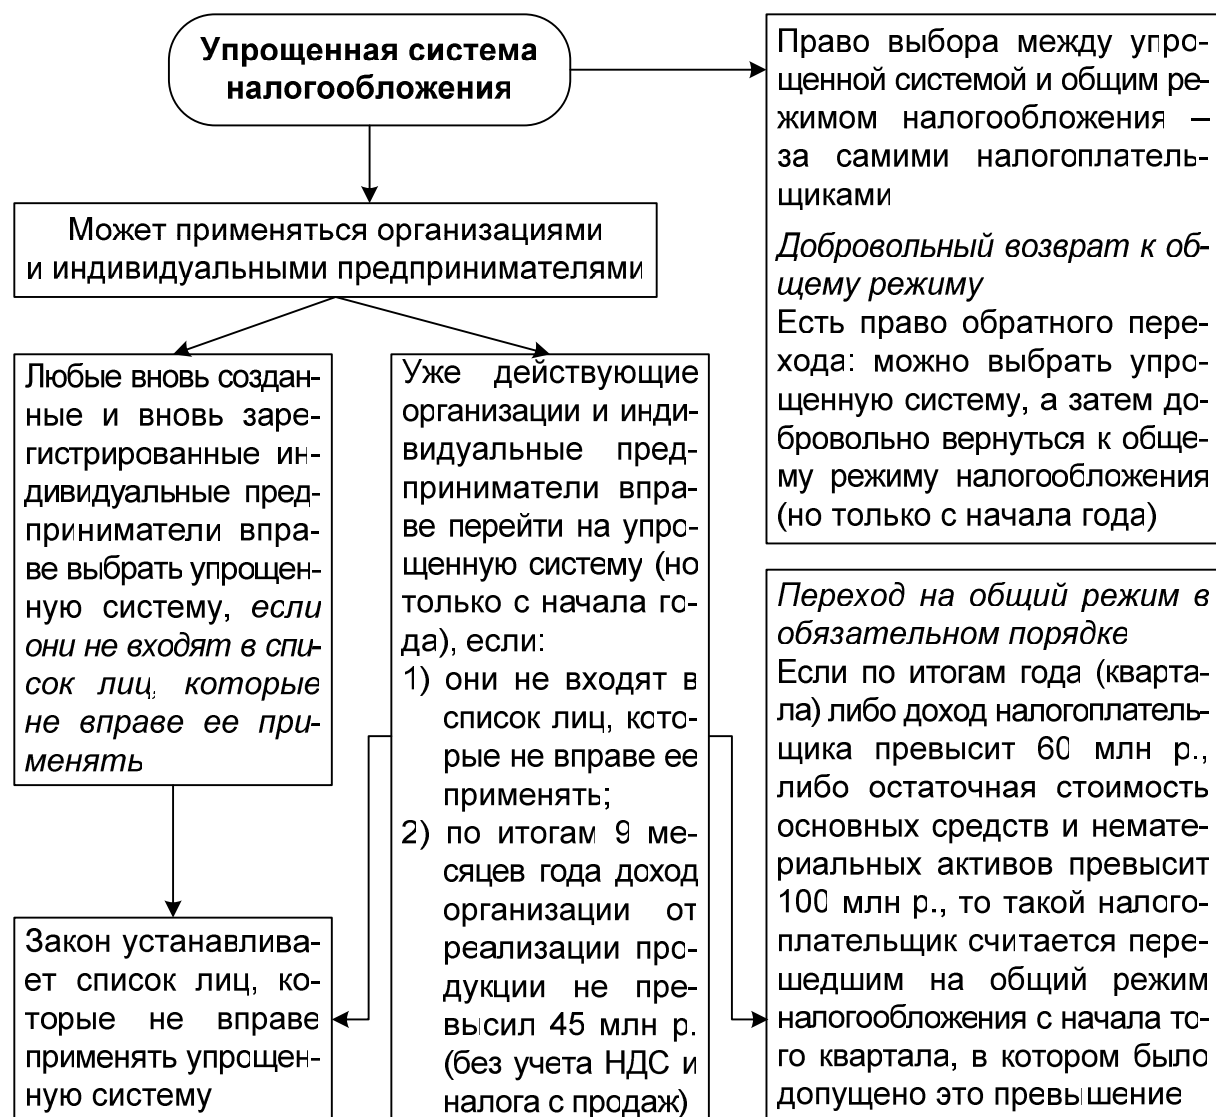 Упрощенная система
налогообложения
Может применяться организациями
и индивидуальными предпринимателями
Любые вновь создан-
ные и вновь заре-
гистрированные ин-
дивидуальные пред-
приниматели впра-
ве выбрать упрощен-
ную систему, если
они не входят в спи-
сок лиц, которые
не вправе ее при-
менять
Закон устанавлива-
ет список лиц, ко-
торые не вправе
применять упрощен-
ную систему
Уже действующие
организации и инди-
видуальные пред-
приниматели впра-
ве перейти на упро-
щенную систему (но
только с начала го-
да), если:
1) они не входят в
список лиц, кото-
рые не вправе ее
применять;
2) по итогам 9 ме-
сяцев года доход
организации от
реализации про-
дукции не пре-
высил 45 млн р.
(без учета НДС и
налога с продаж)
Право выбора между упро-
щенной системой и общим ре-
жимом налогообложения –
за самими налогоплатель-
щиками
Добровольный возврат к об-
щему режиму
Есть право обратного пере-
хода: можно выбрать упро-
щенную систему, а затем до-
бровольно вернуться к обще-
му режиму налогообложения
(но только с начала года)
Переход на общий режим в
обязательном порядке
Если по итогам года (кварта-
ла) либо доход налогоплатель-
щика превысит 60 млн р.,
либо остаточная стоимость
основных средств и немате-
риальных активов превысит
100 млн р., то такой налого-
плательщик считается пере-
шедшим на общий режим
налогообложения с начала то-
го квартала, в котором было
допущено это превышение